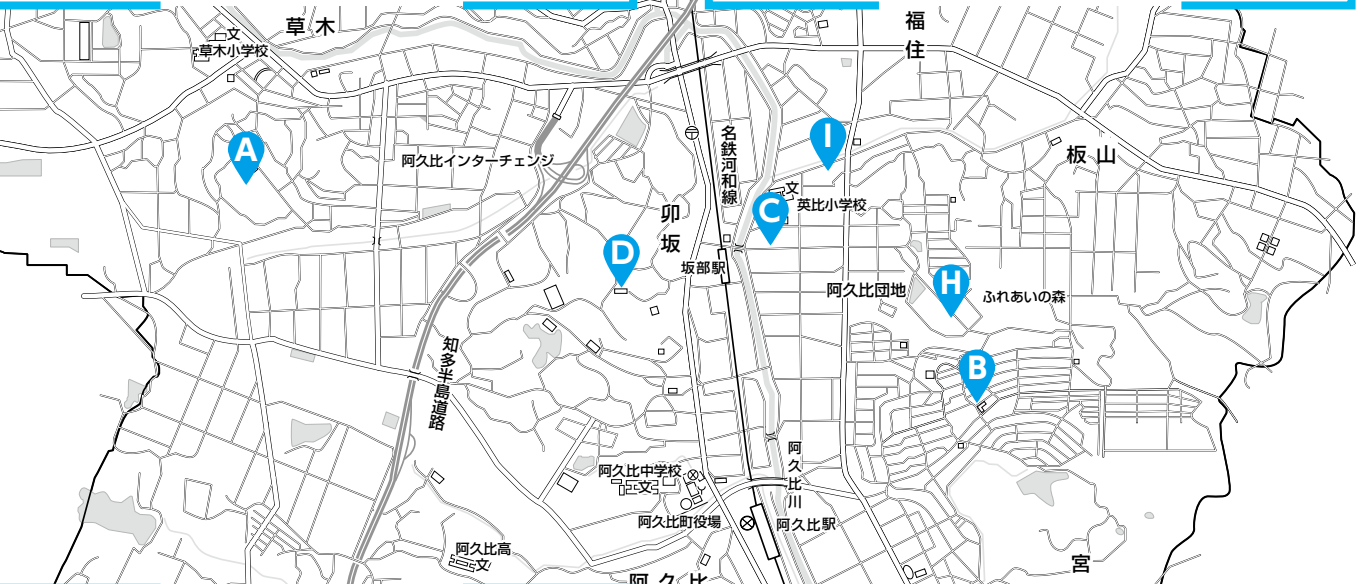 草木
文
草木小学校
福住
A
I
名鉄河和線
阿久比インターチェンジ
板山
文
英比小学校
C
卯坂
D
坂部駅
阿久比団地
H
ふれあいの森
知多半島道路
B
阿久比川
阿久比中学校
文
阿久比町役場
阿久比駅
阿久比高
文
宮
阿久比